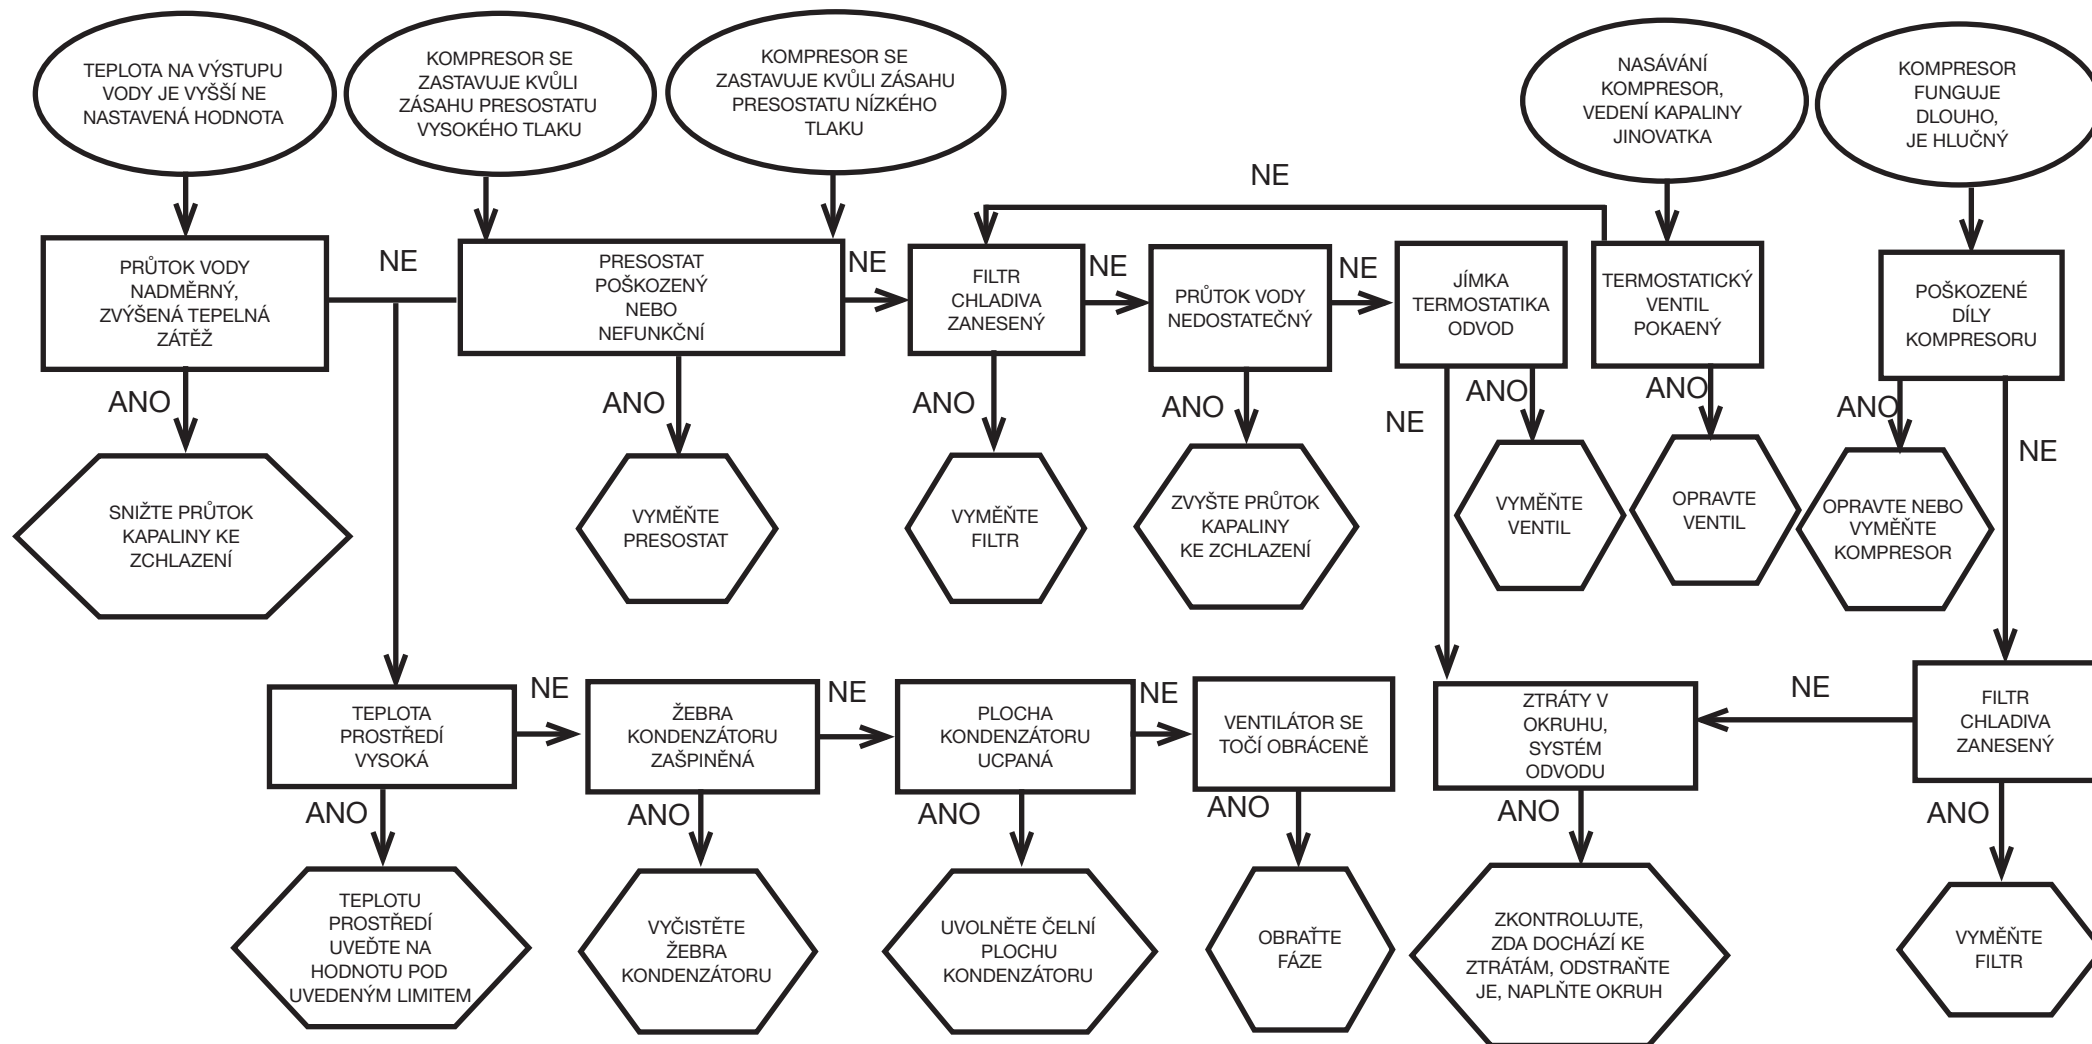 TEPLOTA NA VÝSTUPU
VODY JE VYŠŠÍ NE
NASTAVENÁ HODNOTA
KOMPRESOR SE
ZASTAVUJE KVŮLI
ZÁSAHU PRESOSTATU
VYSOKÉHO TLAKU
KOMPRESOR SE
ZASTAVUJE KVŮLI ZÁSAHU
PRESOSTATU NÍZKÉHO
TLAKU
NASÁVÁNÍ
KOMPRESOR,
VEDENÍ KAPALINY
JINOVATKA
KOMPRESOR
FUNGUJE
DLOUHO,
JE HLUČNÝ
NE
PRŮTOK VODY
NADMĚRNÝ,
ZVÝŠENÁ TEPELNÁ
ZÁTĚŽ
NE
PRESOSTAT
POŠKOZENÝ
NEBO
NEFUNKČNÍ
NE
FILTR
CHLADIVA
ZANESENÝ
NE
PRŮTOK VODY
NEDOSTATEČNÝ
NE
JÍMKA
TERMOSTATIKA
ODVOD
TERMOSTATICKÝ
VENTIL
POKAENÝ
POŠKOZENÉ
DÍLY
KOMPRESORU
ANO
ANO
ANO
ANO
NE
ANO
ANO
ANO
NE
SNIŽTE PRŮTOK
KAPALINY KE
ZCHLAZENÍ
VYMĚŇTE
PRESOSTAT
VYMĚŇTE
FILTR
ZVYŠTE PRŮTOK
KAPALINY
KE ZCHLAZENÍ
VYMĚŇTE
VENTIL
OPRAVTE
VENTIL
OPRAVTE NEBO
VYMĚŇTE
KOMPRESOR
TEPLOTA
PROSTŘEDÍ
VYSOKÁ
NE
ŽEBRA
KONDENZÁTORU
ZAŠPINĚNÁ
NE
PLOCHA
KONDENZÁTORU
UCPANÁ
NE
VENTILÁTOR SE
TOČÍ OBRÁCENĚ
ZTRÁTY V
OKRUHU,
SYSTÉM
ODVODU
NE
FILTR
CHLADIVA
ZANESENÝ
ANO
ANO
ANO
ANO
ANO
ANO
TEPLOTU
PROSTŘEDÍ
UVEĎTE NA
HODNOTU POD
UVEDENÝM LIMITEM
VYČISTĚTE
ŽEBRA
KONDENZÁTORU
UVOLNĚTE ČELNÍ
PLOCHU
KONDENZÁTORU
OBRAŤTE
FÁZE
ZKONTROLUJTE,
ZDA DOCHÁZÍ KE
ZTRÁTÁM, ODSTRAŇTE
JE, NAPLŇTE OKRUH
VYMĚŇTE
FILTR